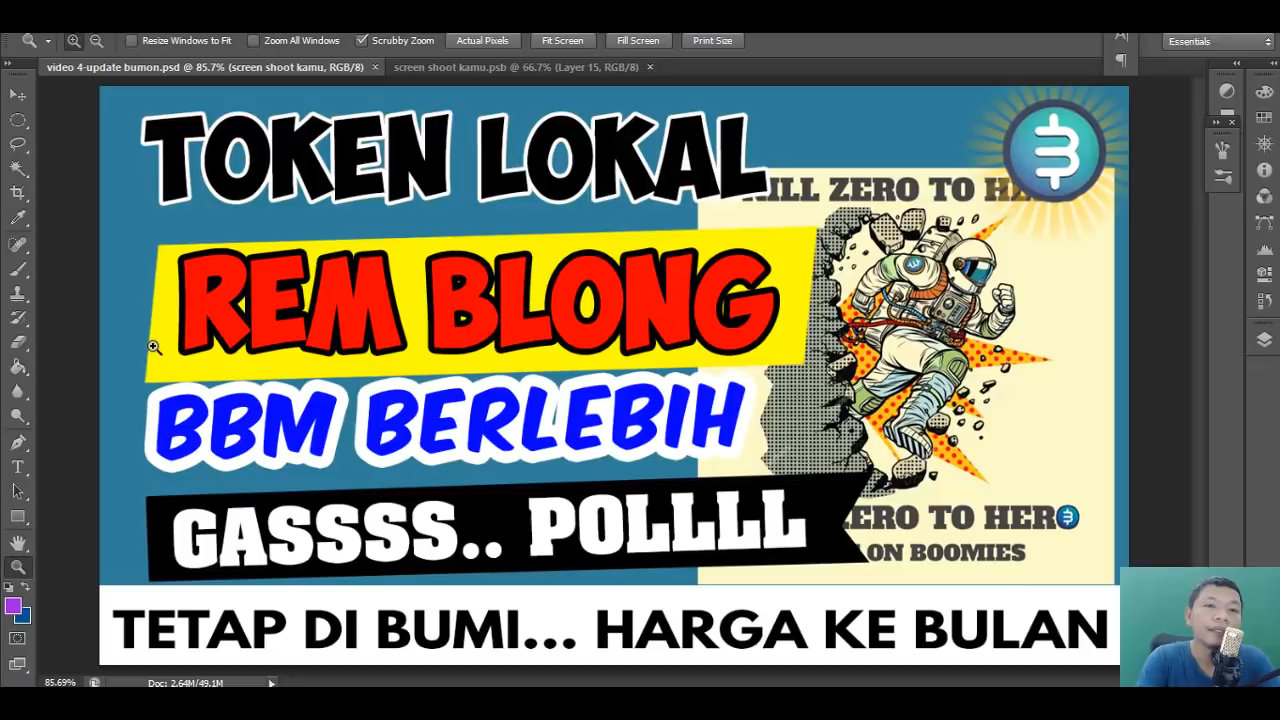 Resize Windows to Fit Zoom All Windows Scrubby Zoom Actual Pixels Fit Screen Fill Screen Print Size Essentials
video 4-update bumon.psd @ 85.7% (screen shoot kamu, RGB/8) × screen shoot kamu.psb @ 66.7% (Layer 15, RGB/8) ×
TOKEN LOKAL
ZERO TO
REM BLONG
BBM BERLEBIH
GASSSS.. POLLLL
ZERO TO HERO
ON BOOMIES
TETAP DI BUMI... HARGA KE BULAN
85.69% Doc: 2.64M/49.1M